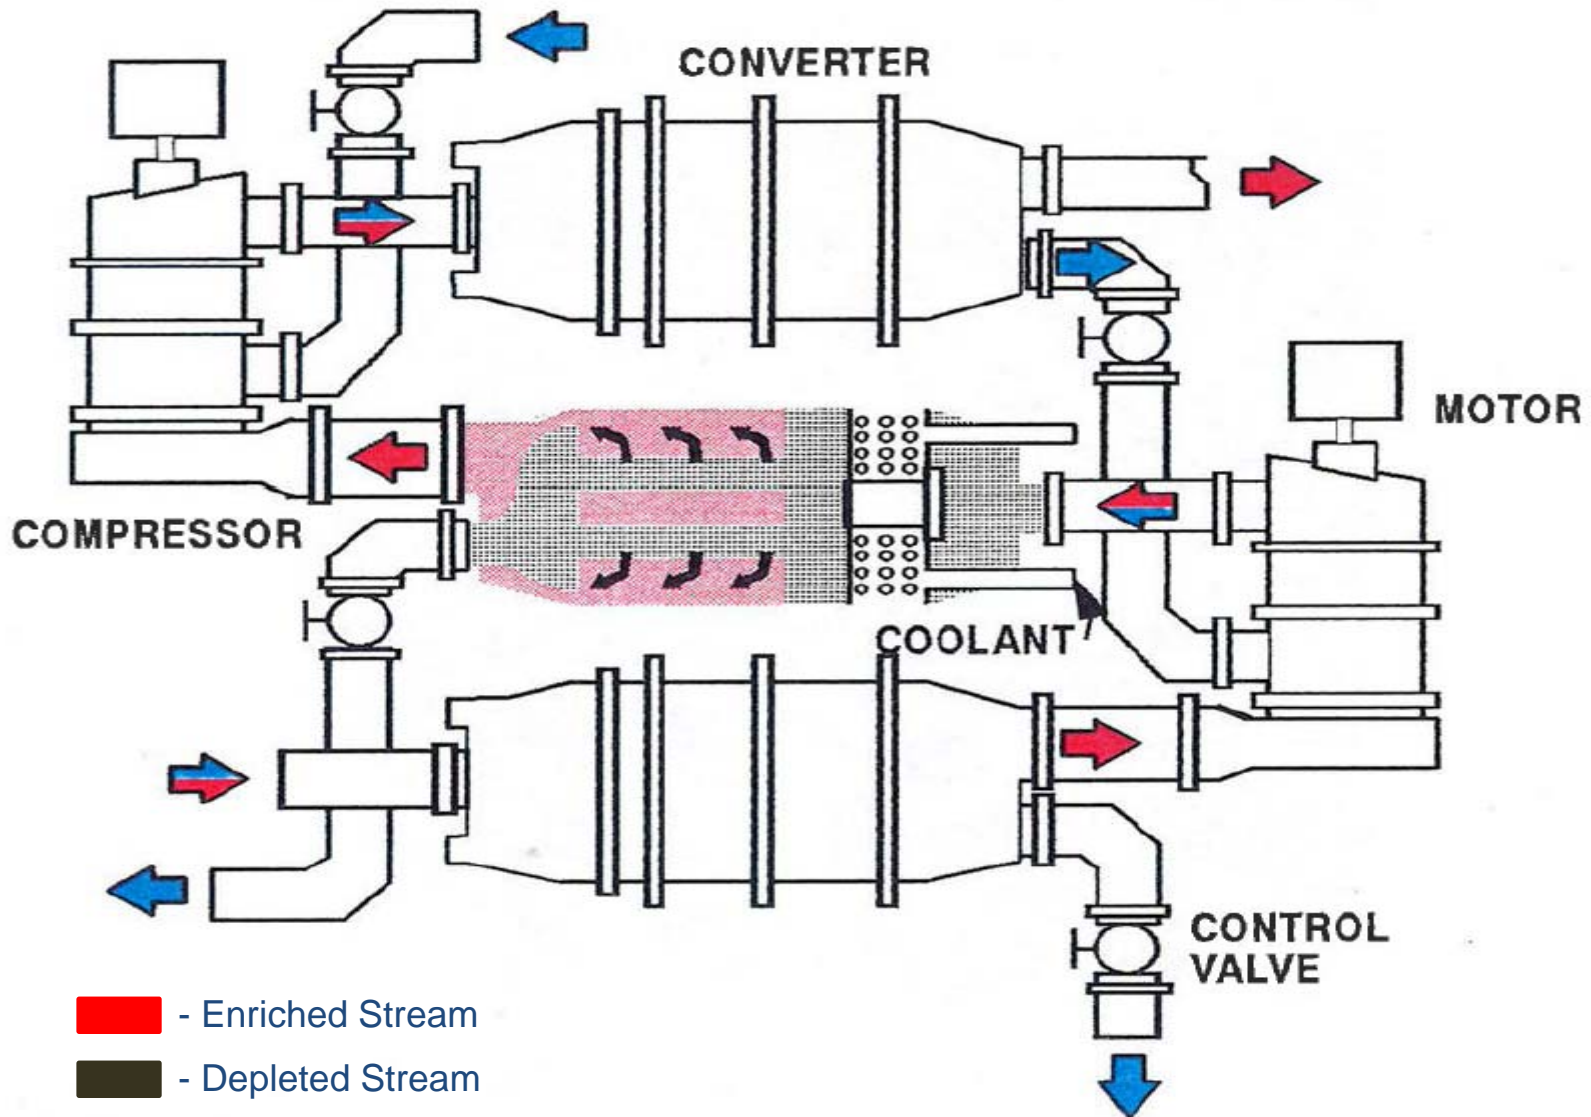 CONVERTER
MOTOR
COMPRESSOR
COOLANT
CONTROL
VALVE
- Enriched Stream
- Depleted Stream